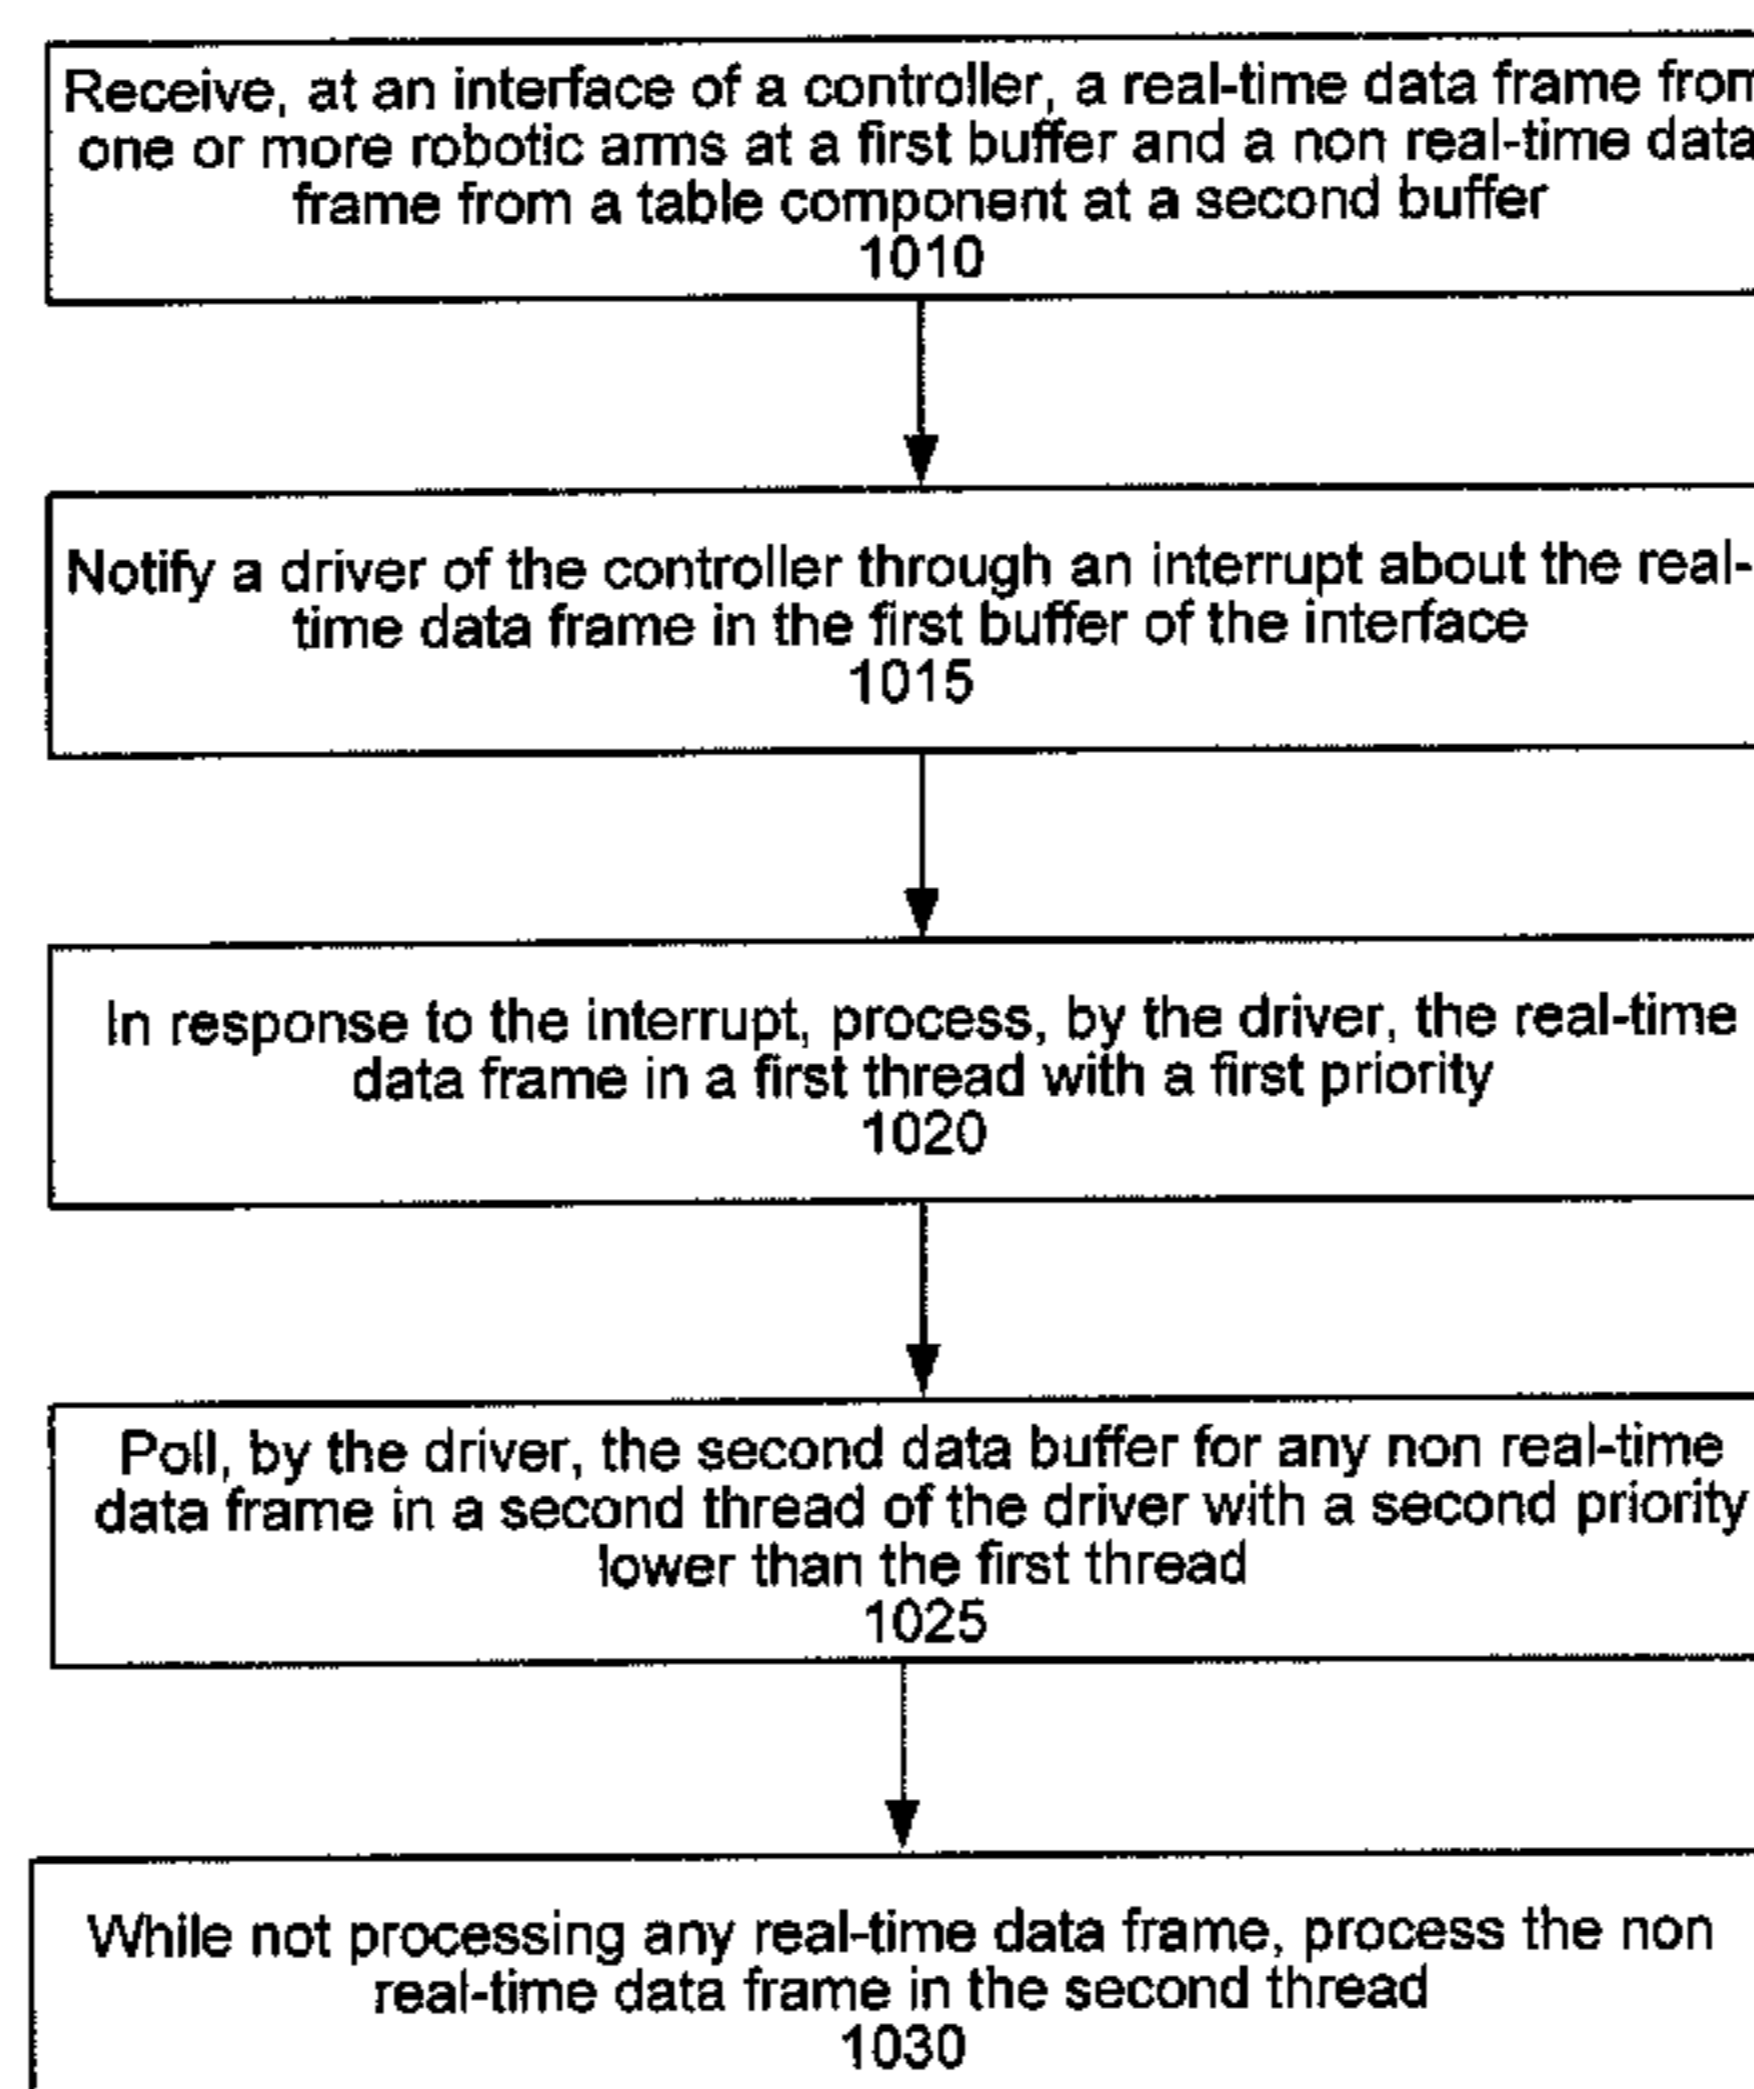 Receive, at an interface of a controller, a real-time data frame from
one or more robotic arms at a first buffer and a non real-time data
frame from a table component at a second buffer
1010
Notify a driver of the controller through an interrupt about the real-
time data frame in the first buffer of the interface
1015
In response to the interrupt, process, by the driver, the real-time
data frame in a first thread with a first priority
1020
Poll, by the driver, the second data buffer for any non real-time
data frame in a second thread of the driver with a second priority
lower than the first thread
1025
While not processing any real-time data frame, process the non
real-time data frame in the second thread
1030